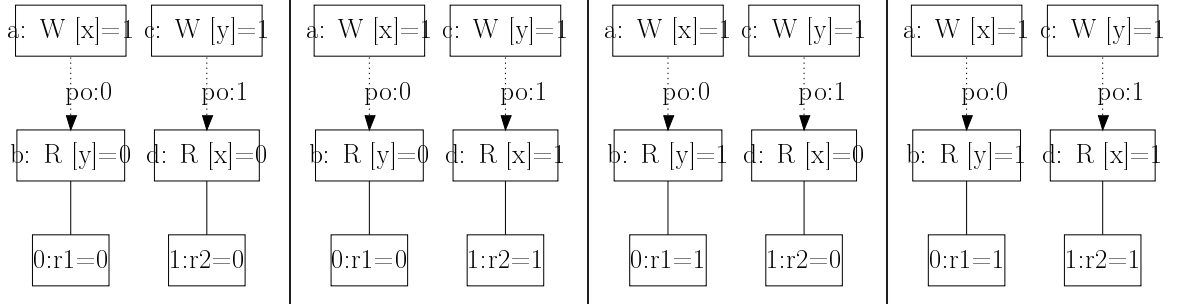 a: W [x]=1 c: W [y]=1 a: W [x]=1 c: W [y]=1 a: W [x]=1 c: W [y]=1 a: W [x]=1 c: W [y]=1
po:0 po:1 po:0 po:1 po:0 po:1 po:0 po:1
b: R [y]=0 d: R [x]=0 b: R [y]=0 d: R [x]=1 b: R [y]=1 d: R [x]=0 b: R [y]=1 d: R [x]=1
0:r1=0 1:r2=0 0:r1=0 1:r2=1 0:r1=1 1:r2=0 0:r1=1 1:r2=1